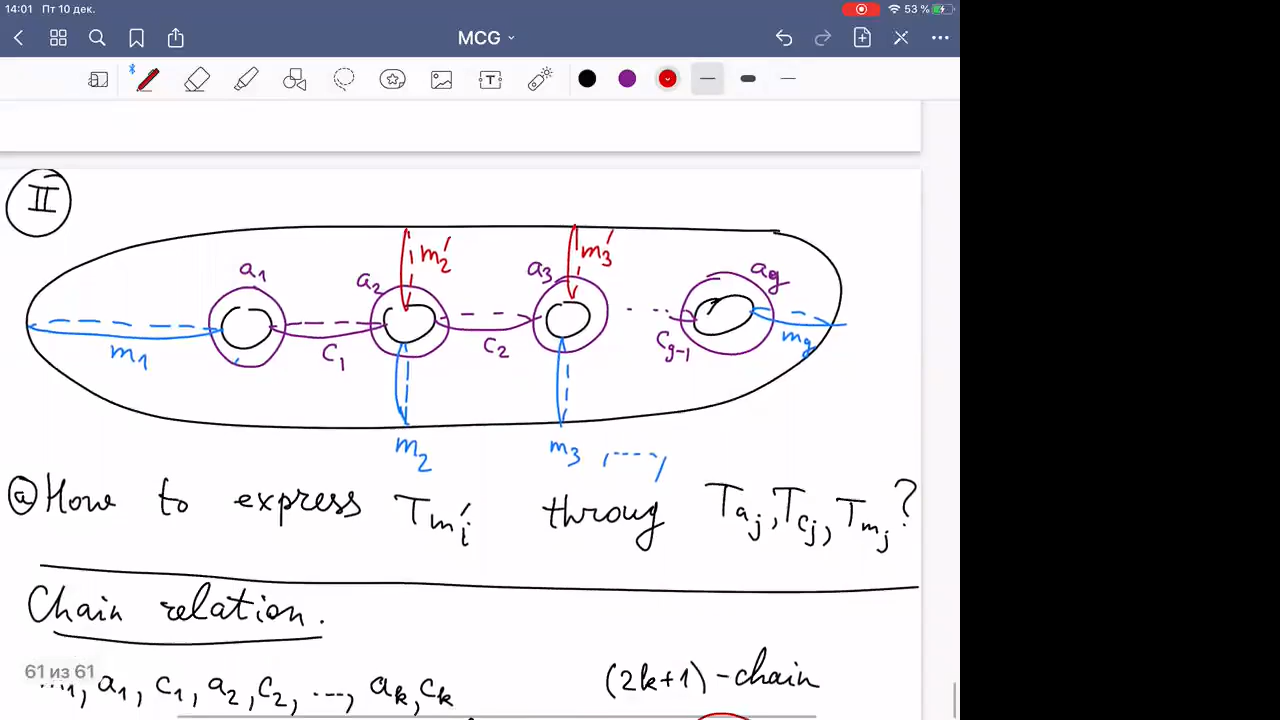 14:01 Пт 10 дек. 53 %
MCG
II
a1 a2 m2' a3 m3' ag
m1 c1 c2 cg-1 mg
m2 m3
a How to express Tmi' throug Taj, Tcj, Tmj?
Chain relation.
61 из 61
m1, a1, c1, a2, c2, ..., ak, ck (2k+1)-chain